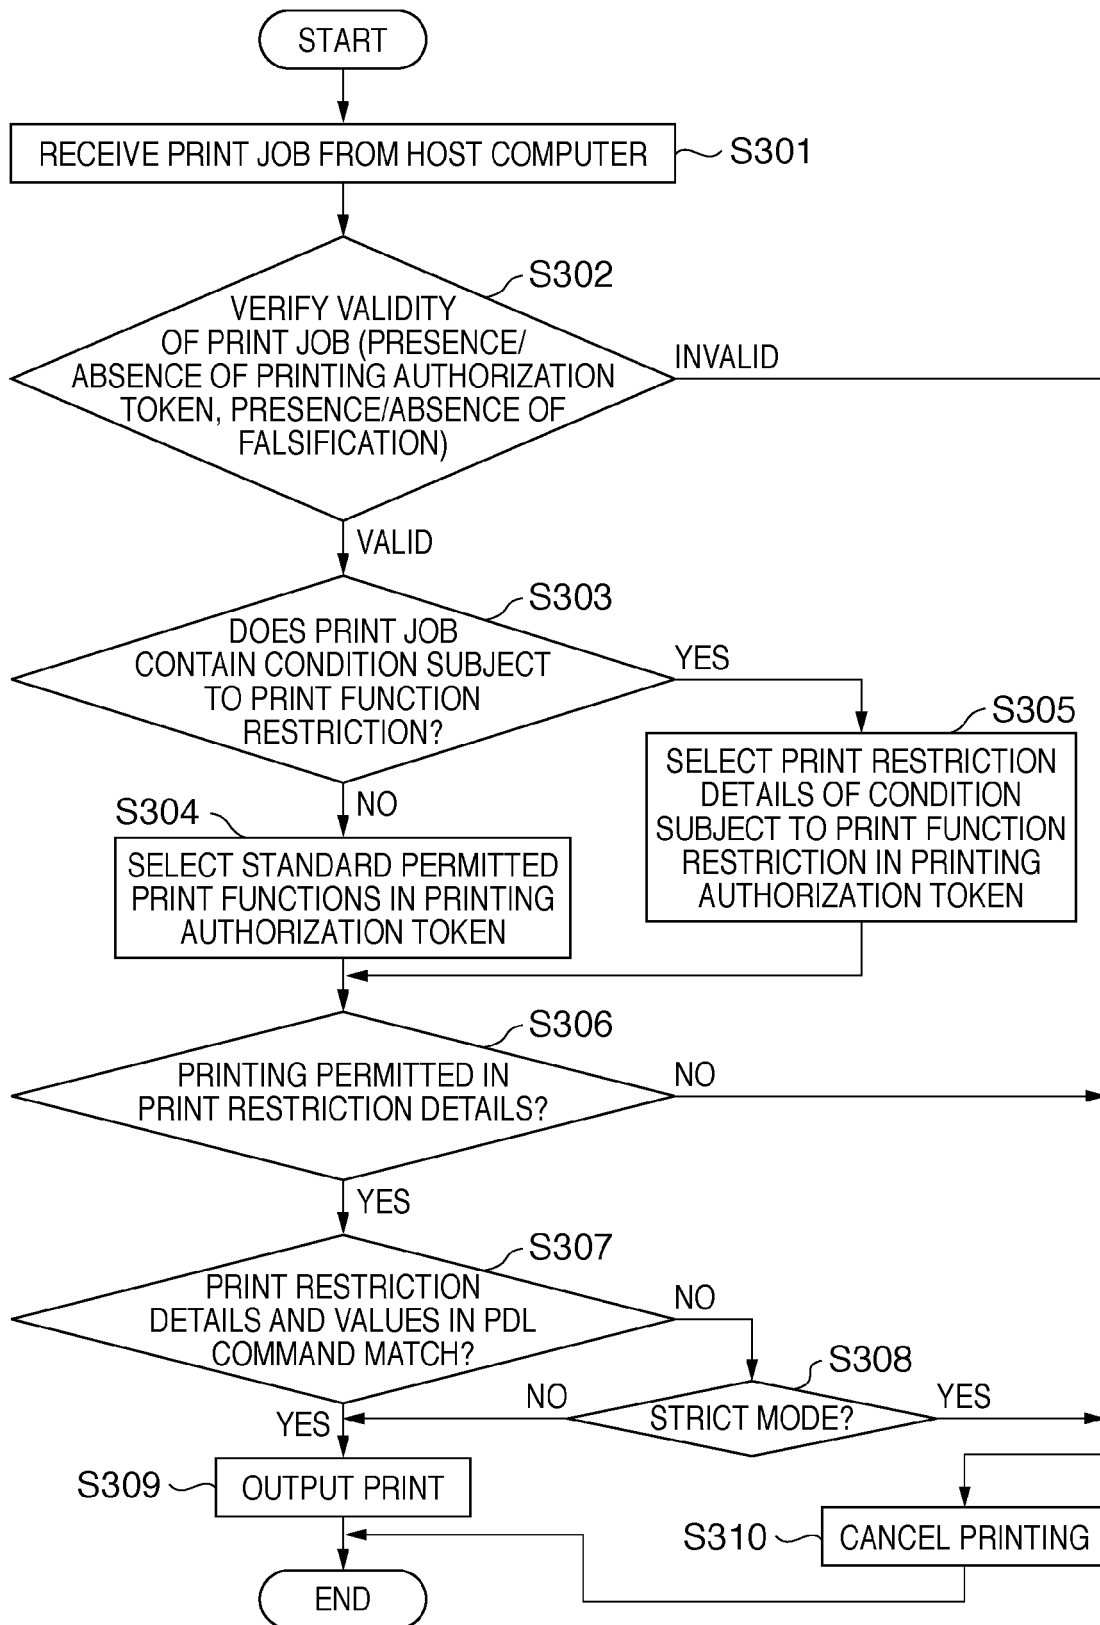 START
RECEIVE PRINT JOB FROM HOST COMPUTER
S301
S302
VERIFY VALIDITY
OF PRINT JOB (PRESENCE/
ABSENCE OF PRINTING AUTHORIZATION
TOKEN, PRESENCE/ABSENCE OF
FALSIFICATION)
INVALID
VALID
S303
DOES PRINT JOB
CONTAIN CONDITION SUBJECT
TO PRINT FUNCTION
RESTRICTION?
YES
NO
S305
SELECT PRINT RESTRICTION
DETAILS OF CONDITION
SUBJECT TO PRINT FUNCTION
RESTRICTION IN PRINTING
AUTHORIZATION TOKEN
S304
SELECT STANDARD PERMITTED
PRINT FUNCTIONS IN PRINTING
AUTHORIZATION TOKEN
S306
PRINTING PERMITTED IN
PRINT RESTRICTION DETAILS?
NO
YES
S307
PRINT RESTRICTION
DETAILS AND VALUES IN PDL
COMMAND MATCH?
NO
YES
S308
STRICT MODE?
NO
YES
S309
OUTPUT PRINT
S310
CANCEL PRINTING
END